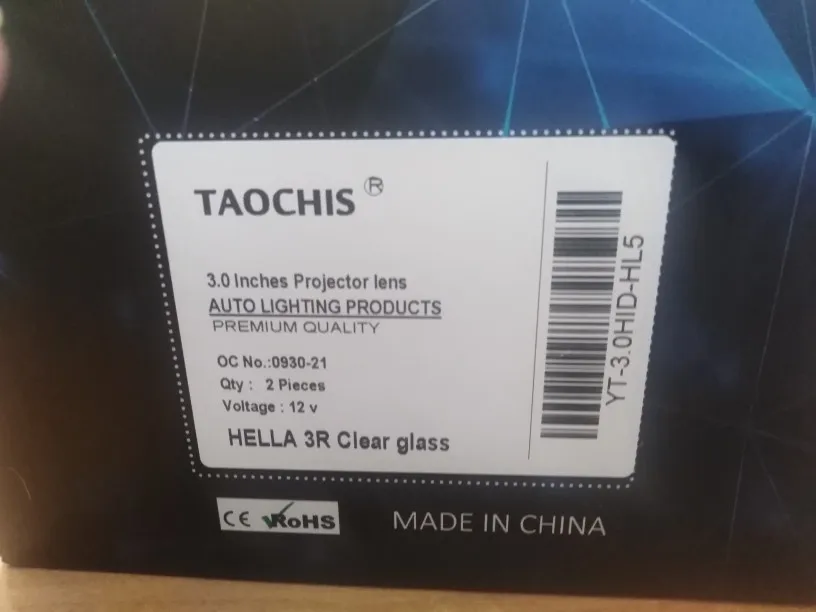 TAOCHIS ®
3.0 Inches Projector lens
AUTO LIGHTING PRODUCTS
PREMIUM QUALITY
OC No.:0930-21
Qty : 2 Pieces
Voltage : 12 v
HELLA 3R Clear glass
YT-3.0HID-HL5
CE RoHS
MADE IN CHINA